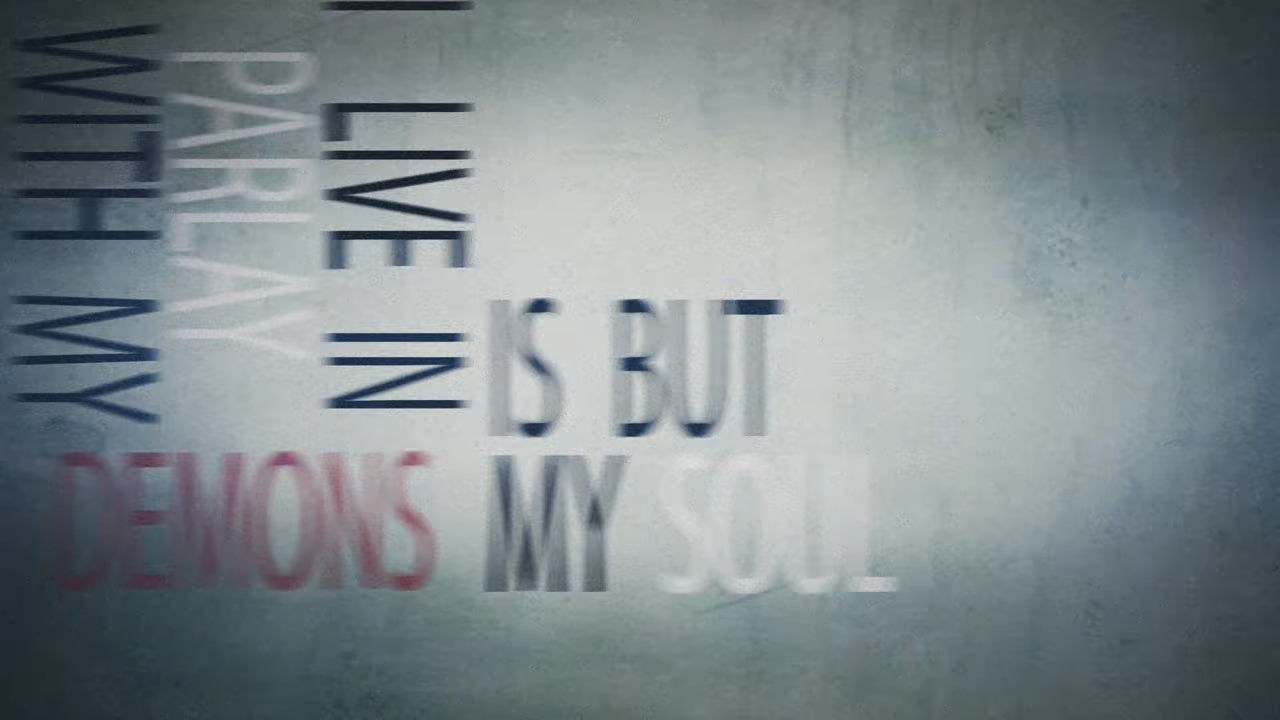 I LIVE IN
PARLAY
WITH MY
DEMONS
IS BUT
MY SOUL